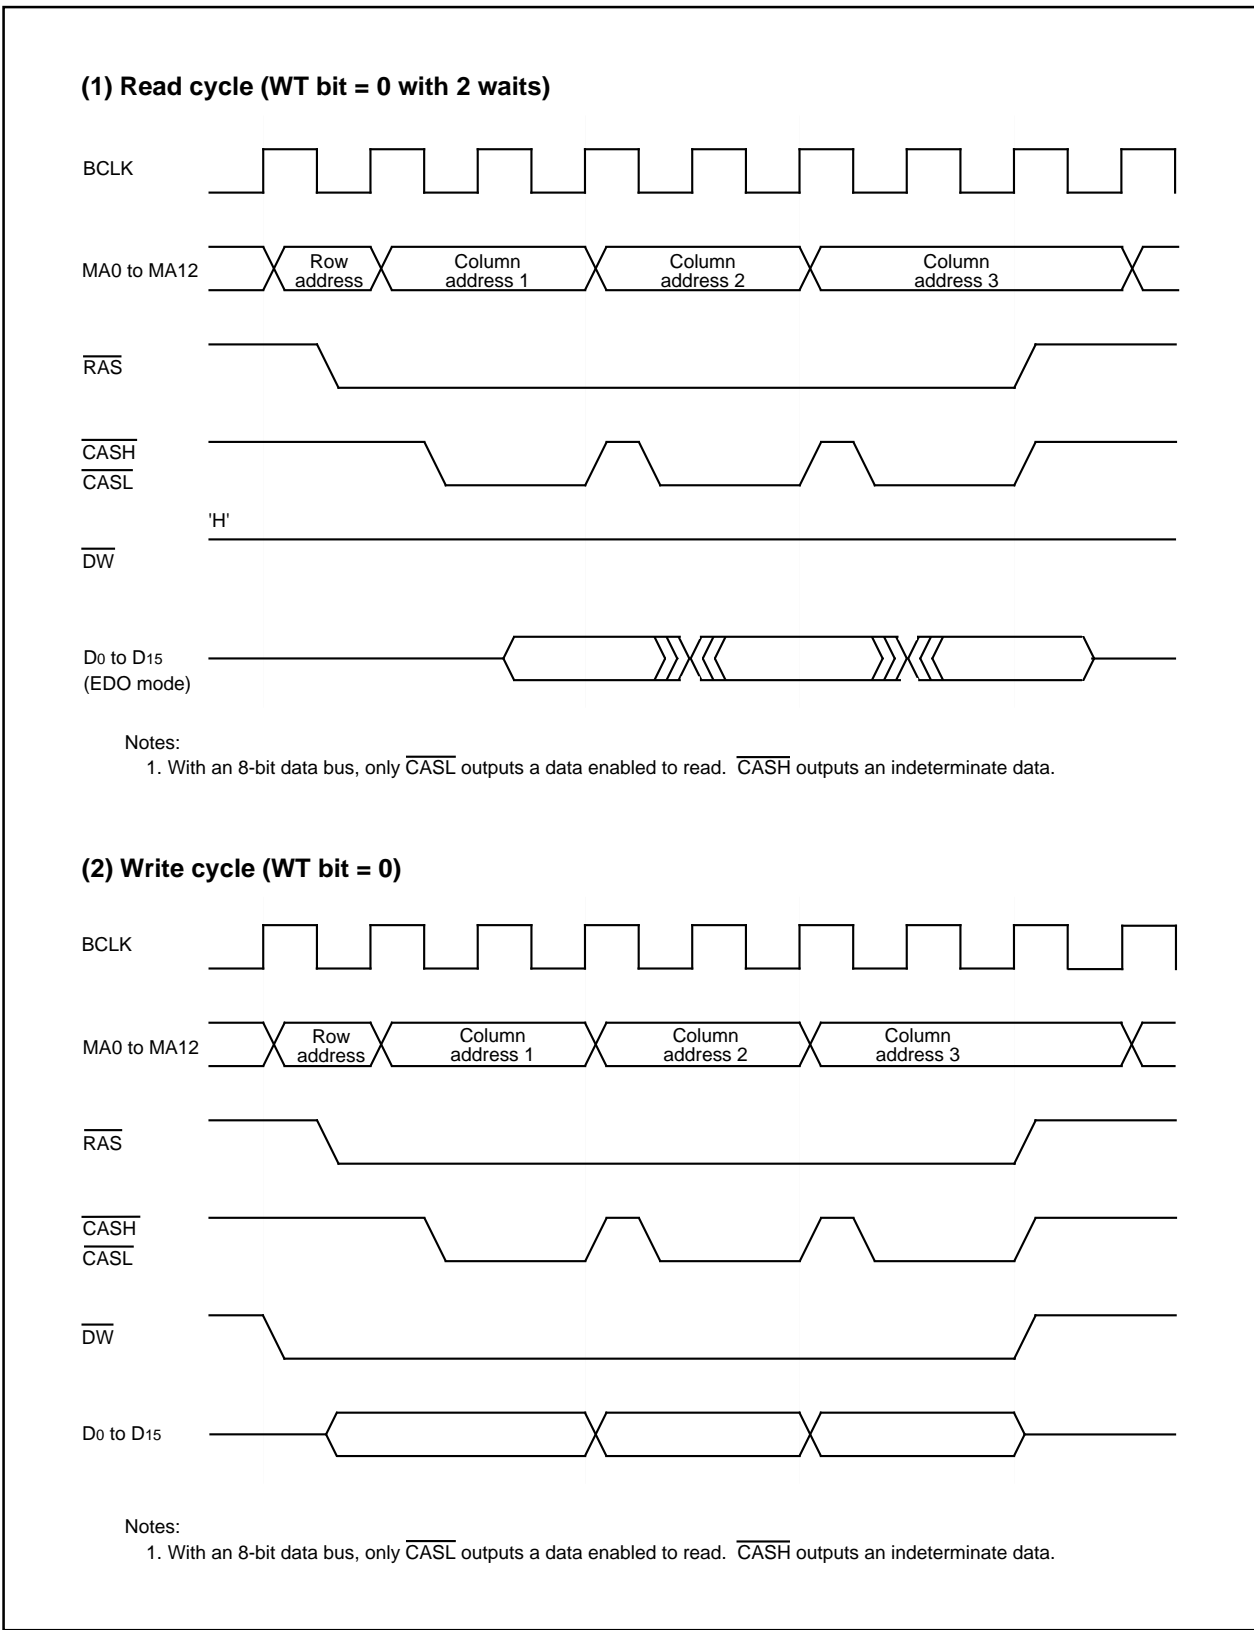 (1) Read cycle (WT bit = 0 with 2 waits)
BCLK
MA0 to MA12
Row
address
Column
address 1
Column
address 2
Column
address 3
RAS
CASH
CASL
'H'
DW
D0 to D15
(EDO mode)
Notes:
1. With an 8-bit data bus, only CASL outputs a data enabled to read. CASH outputs an indeterminate data.
(2) Write cycle (WT bit = 0)
BCLK
MA0 to MA12
Row
address
Column
address 1
Column
address 2
Column
address 3
RAS
CASH
CASL
DW
D0 to D15
Notes:
1. With an 8-bit data bus, only CASL outputs a data enabled to read. CASH outputs an indeterminate data.